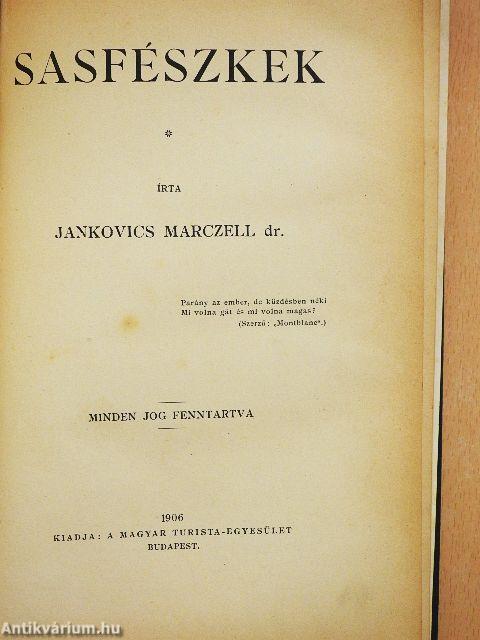 SASFÉSZKEK
*
ÍRTA
JANKOVICS MARCZELL dr.
Parány az ember, de küzdésben néki
Mi volna gát és mi volna magas?
(Szerző: „Montblanc“.)
MINDEN JOG FENNTARTVA
1906
KIADJA: A MAGYAR TURISTA-EGYESÜLET
BUDAPEST.
Antikvárium.hu